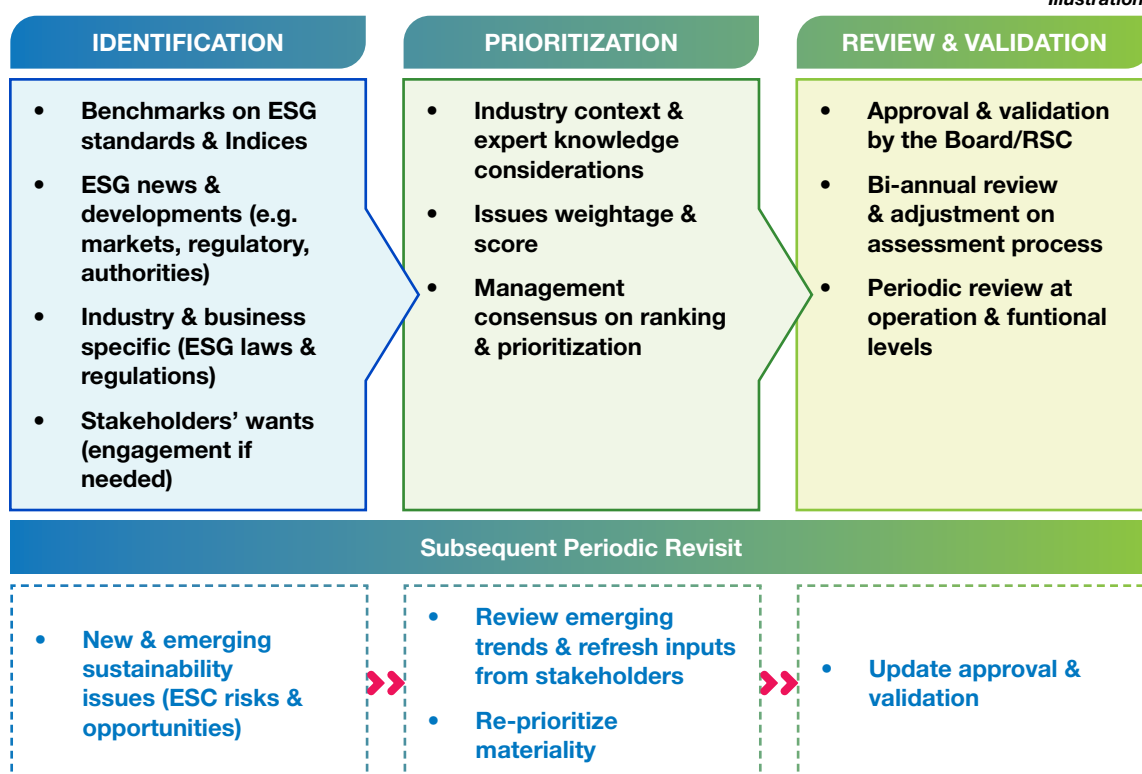 Illustration
IDENTIFICATION
• Benchmarks on ESG
standards & Indices
• ESG news &
developments (e.g.
markets, regulatory,
authorities)
• Industry & business
specific (ESG laws &
regulations)
• Stakeholders’ wants
(engagement if
needed)
PRIORITIZATION
• Industry context &
expert knowledge
considerations
• Issues weightage &
score
• Management
consensus on ranking
& prioritization
REVIEW & VALIDATION
• Approval & validation
by the Board/RSC
• Bi-annual review
& adjustment on
assessment process
• Periodic review at
operation & funtional
levels
Subsequent Periodic Revisit
• New & emerging
sustainability
issues (ESC risks &
opportunities)
• Review emerging
trends & refresh inputs
from stakeholders
• Re-prioritize
materiality
• Update approval &
validation